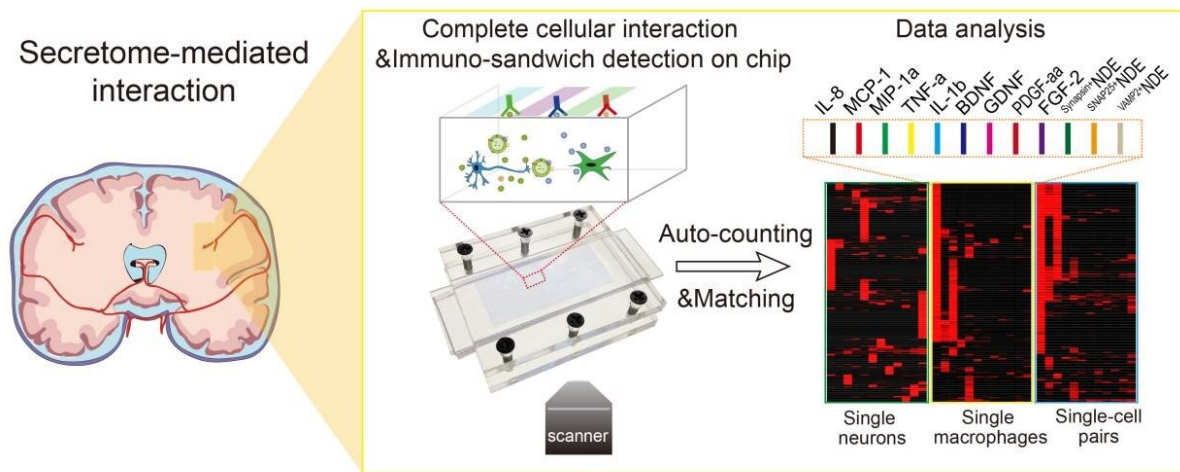 Secretome-mediated
interaction
Complete cellular interaction
&Immuno-sandwich detection on chip
Data analysis
IL-8
MCP-1
MIP-1a
TNF-a
IL-1b
BDNF
GDNF
PDGF-aa
FGF-2
Synapsin+NDE
SNAP25+NDE
VAMP2+NDE
Auto-counting
&Matching
scanner
Single
neurons
Single
macrophages
Single-cell
pairs